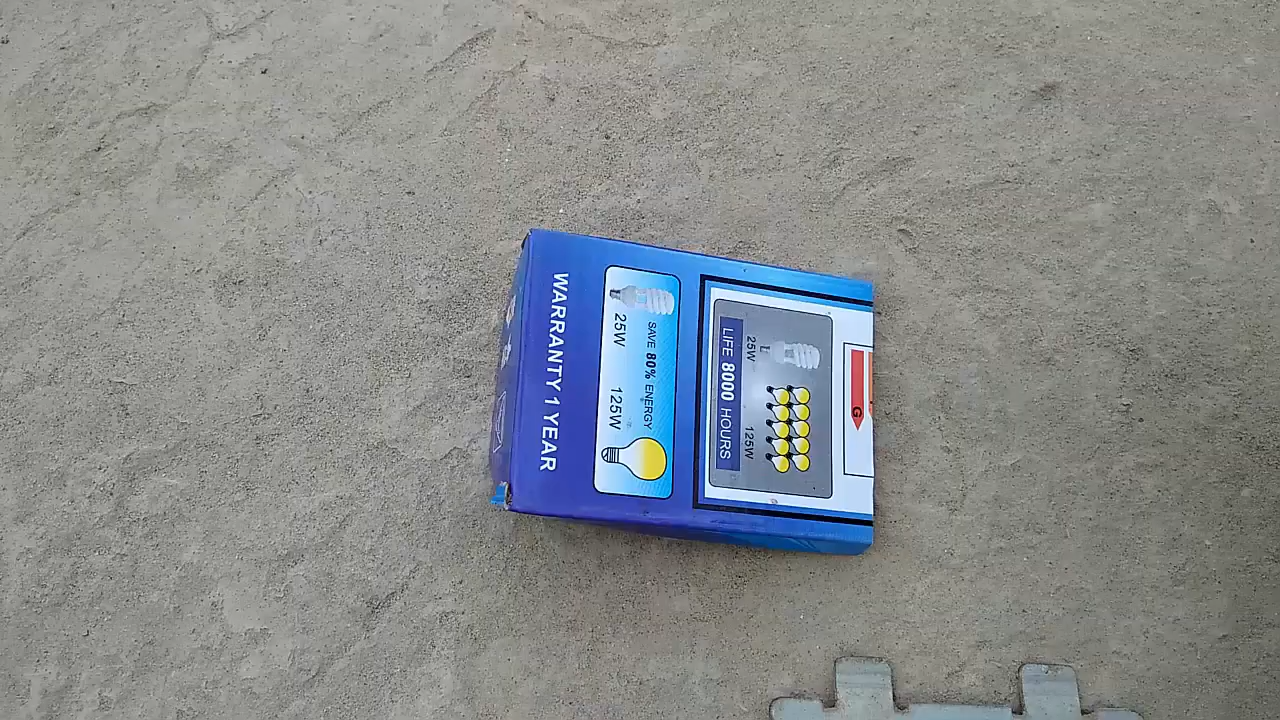 WARRANTY 1 YEAR
SAVE 80% ENERGY
25W 125W
LIFE 8000 HOURS
25W 125W
G